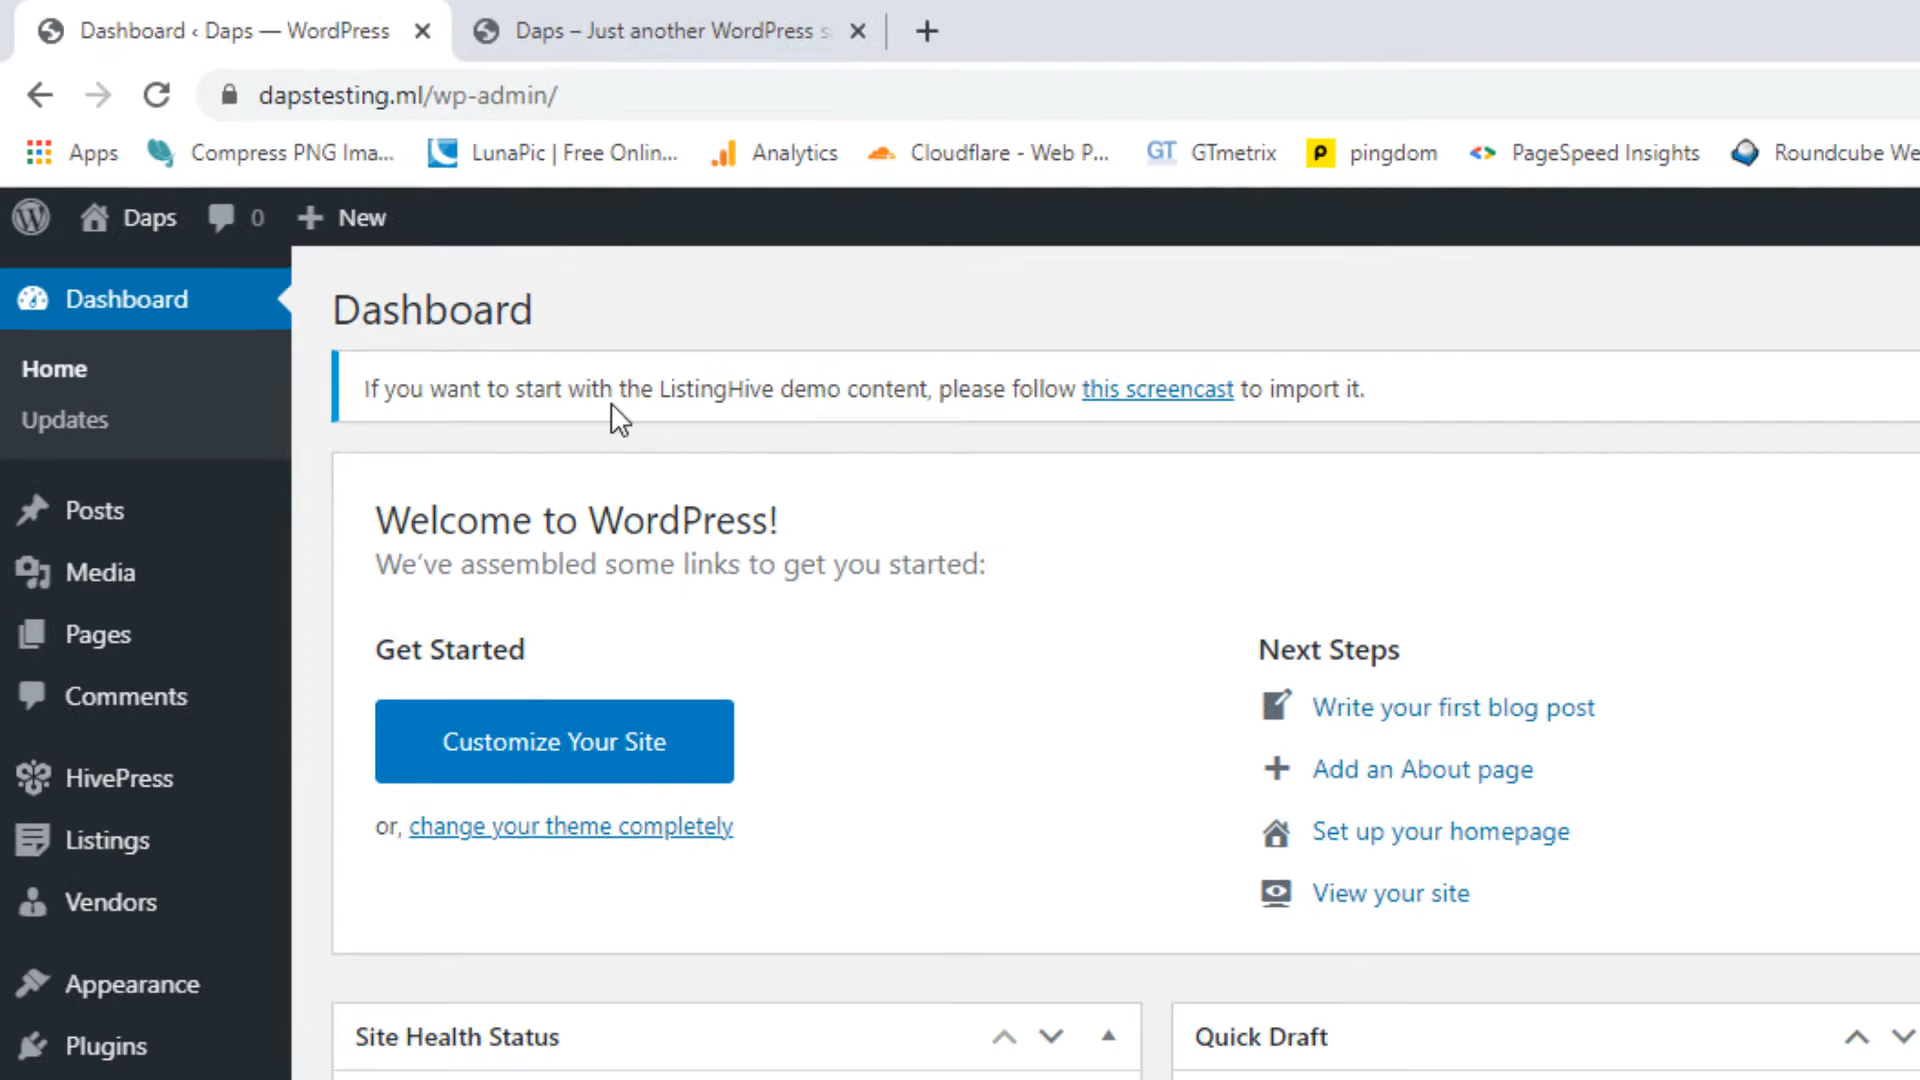 Dashboard ‹ Daps — WordPress
Daps – Just another WordPress s
dapstesting.ml/wp-admin/
Apps
Compress PNG Ima...
LunaPic | Free Onlin...
Analytics
Cloudflare - Web P...
GT GTmetrix
p pingdom
PageSpeed Insights
Roundcube We
Daps
0
New
Dashboard
Home
Updates
Posts
Media
Pages
Comments
HivePress
Listings
Vendors
Appearance
Plugins
Dashboard
If you want to start with the ListingHive demo content, please follow this screencast to import it.
Welcome to WordPress!
We’ve assembled some links to get you started:
Get Started
Customize Your Site
or, change your theme completely
Next Steps
Write your first blog post
Add an About page
Set up your homepage
View your site
Site Health Status
Quick Draft